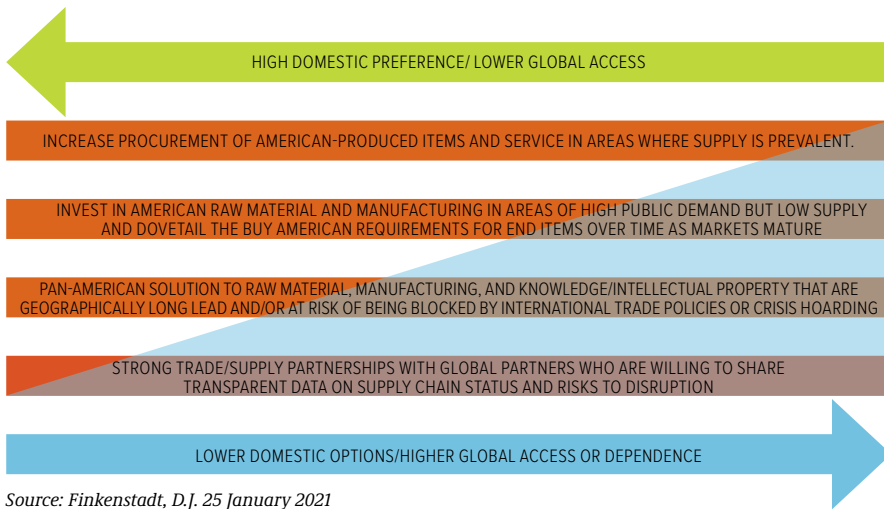 HIGH DOMESTIC PREFERENCE/ LOWER GLOBAL ACCESS
INCREASE PROCUREMENT OF AMERICAN-PRODUCED ITEMS AND SERVICE IN AREAS WHERE SUPPLY IS PREVALENT.
INVEST IN AMERICAN RAW MATERIAL AND MANUFACTURING IN AREAS OF HIGH PUBLIC DEMAND BUT LOW SUPPLY
AND DOVETAIL THE BUY AMERICAN REQUIREMENTS FOR END ITEMS OVER TIME AS MARKETS MATURE
PAN-AMERICAN SOLUTION TO RAW MATERIAL, MANUFACTURING, AND KNOWLEDGE/INTELLECTUAL PROPERTY THAT ARE
GEOGRAPHICALLY LONG LEAD AND/OR AT RISK OF BEING BLOCKED BY INTERNATIONAL TRADE POLICIES OR CRISIS HOARDING
STRONG TRADE/SUPPLY PARTNERSHIPS WITH GLOBAL PARTNERS WHO ARE WILLING TO SHARE
TRANSPARENT DATA ON SUPPLY CHAIN STATUS AND RISKS TO DISRUPTION
LOWER DOMESTIC OPTIONS/HIGHER GLOBAL ACCESS OR DEPENDENCE
Source: Finkenstadt, D.J. 25 January 2021